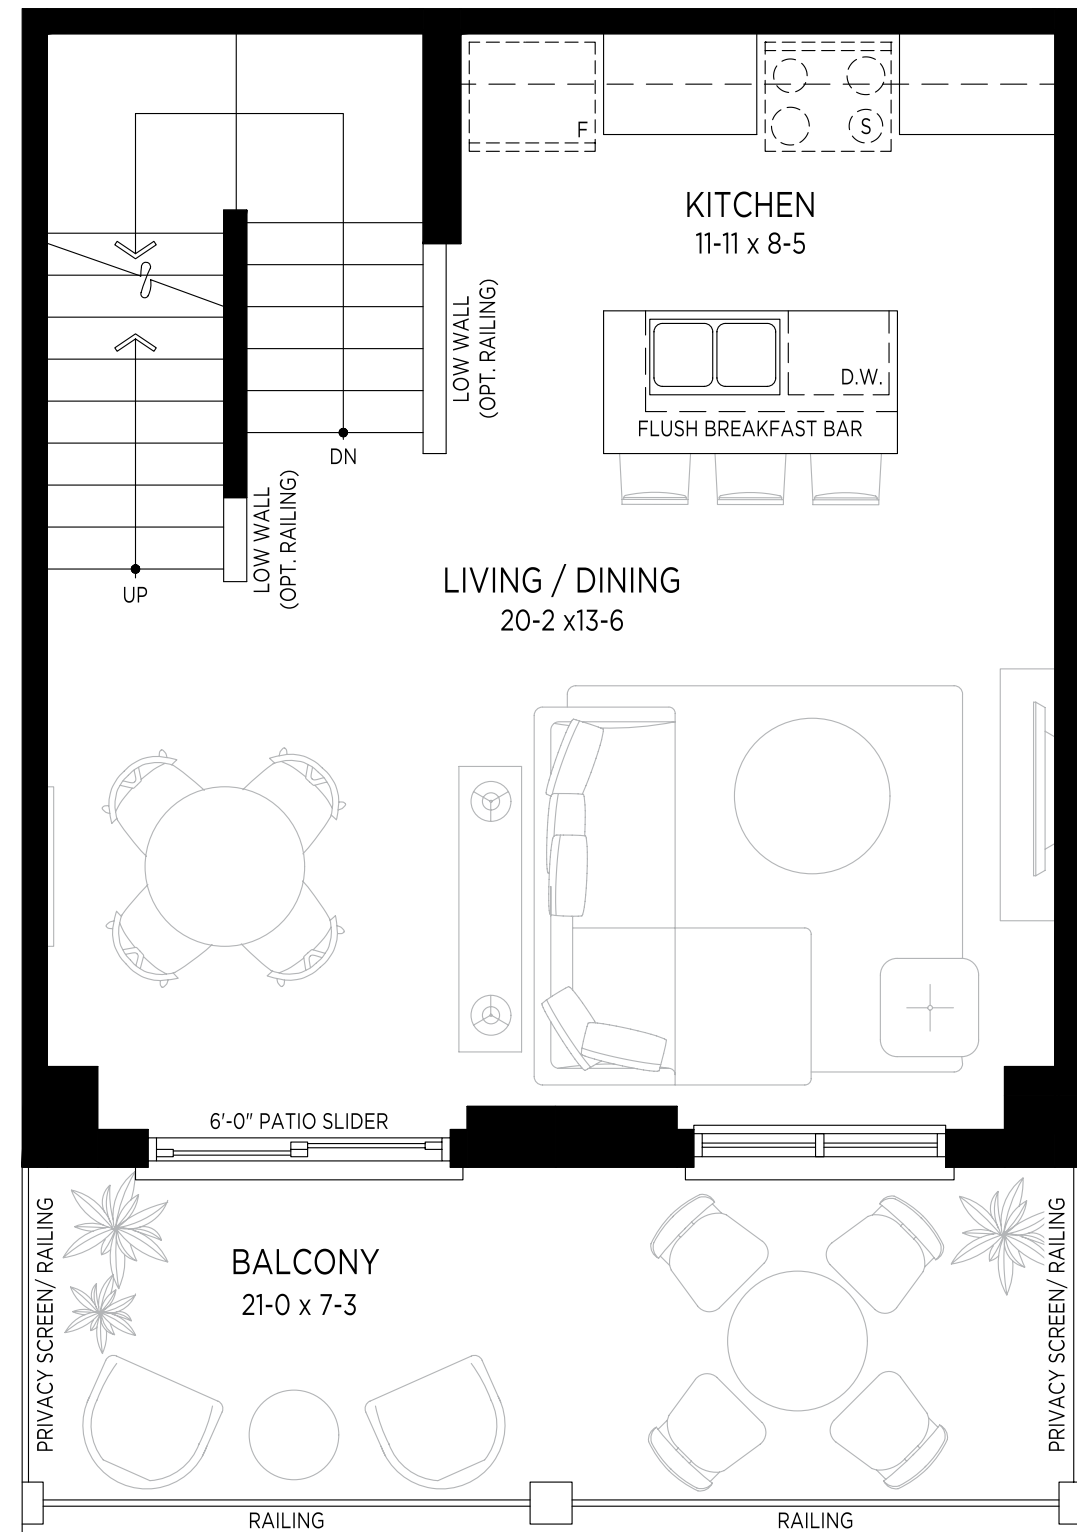 F
S
KITCHEN
11-11 x 8-5
LOW WALL
(OPT. RAILING)
D.W.
FLUSH BREAKFAST BAR
DN
LOW WALL
(OPT. RAILING)
UP
LIVING / DINING
20-2 x13-6
6'-0" PATIO SLIDER
PRIVACY SCREEN/ RAILING
BALCONY
21-0 x 7-3
PRIVACY SCREEN/ RAILING
RAILING
RAILING